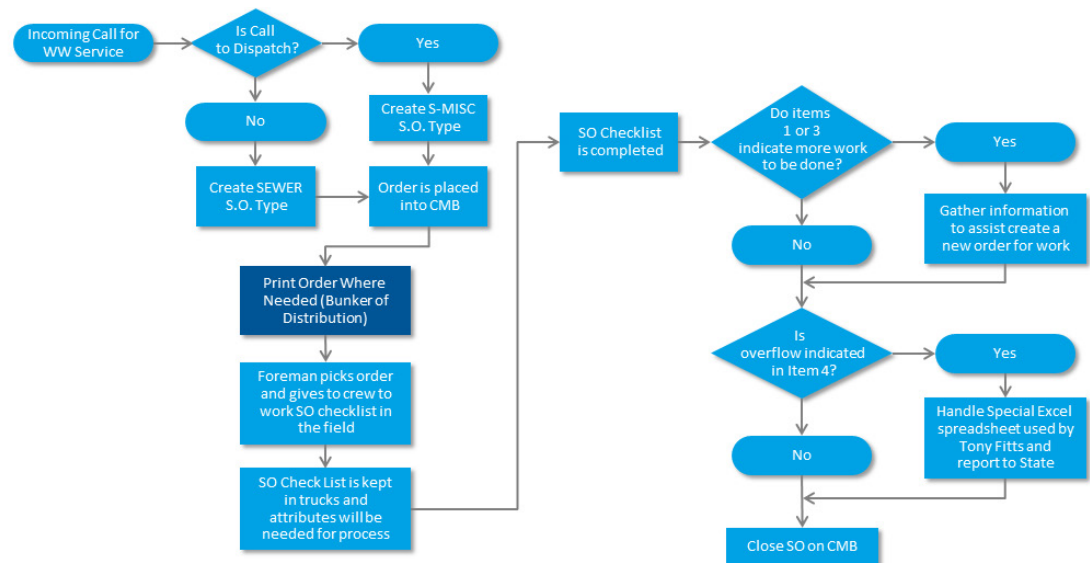 Incoming Call for
WW Service
Is Call
to Dispatch?
Yes
No
Create S-MISC
S.O. Type
Create SEWER
S.O. Type
Order is placed
into CMB
Print Order Where
Needed (Bunker of
Distribution)
Foreman picks order
and gives to crew to
work SO checklist in
the field
SO Check List is kept
in trucks and
attributes will be
needed for process
SO Checklist
is completed
Do items
1 or 3
indicate more work
to be done?
Yes
No
Gather information
to assist create a
new order for work
Is
overflow indicated
in Item 4?
Yes
No
Handle Special Excel
spreadsheet used by
Tony Fitts and
report to State
Close SO on CMB